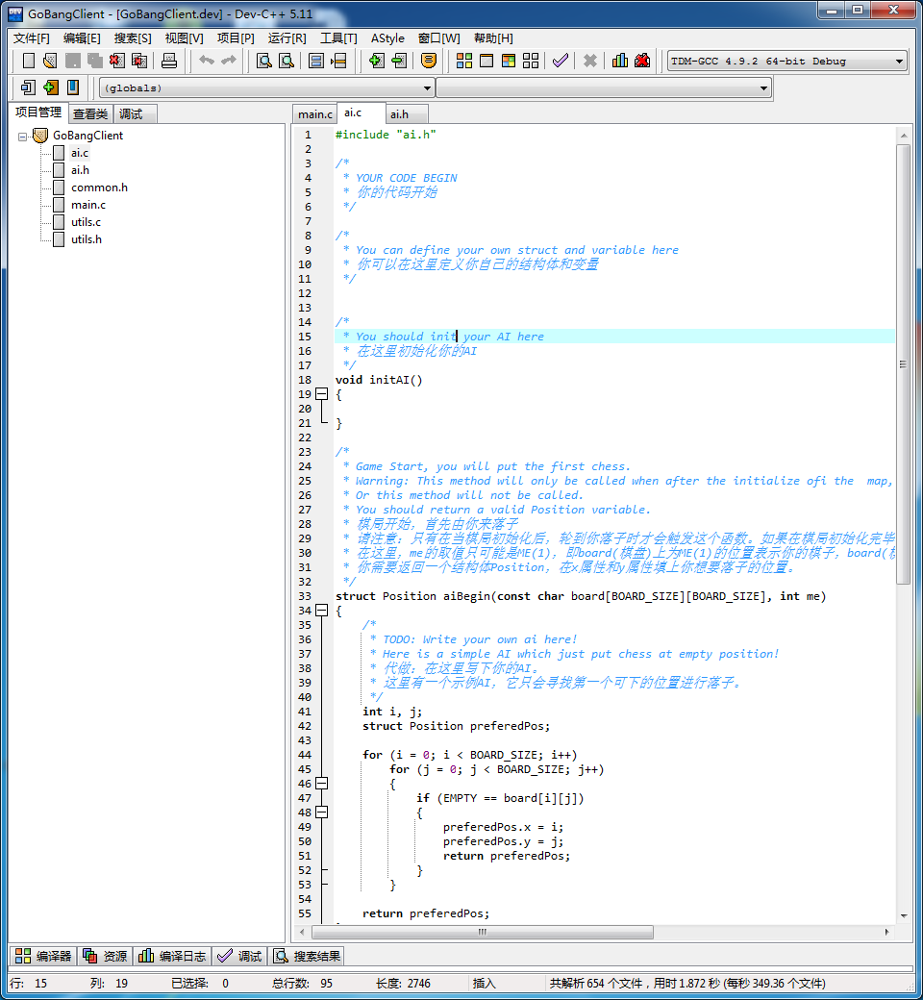 GoBangClient - [GoBangClient.dev] - Dev-C++ 5.11
文件[F] 编辑[E] 搜索[S] 视图[V] 项目[P] 运行[R] 工具[T] AStyle 窗口[W] 帮助[H]
TDM-GCC 4.9.2 64-bit Debug
(globals)
项目管理 查看类 调试
main.c ai.c ai.h
GoBangClient
ai.c
ai.h
common.h
main.c
utils.c
utils.h
1 #include "ai.h"
2
3 /*
4 * YOUR CODE BEGIN
5 * 你的代码开始
6 */
7
8 /*
9 * You can define your own struct and variable here
10 * 你可以在这里定义你自己的结构体和变量
11 */
12
13
14 /*
15 * You should init your AI here
16 * 在这里初始化你的AI
17 */
18 void initAI()
19 {
20
21 }
22
23 /*
24 * Game Start, you will put the first chess.
25 * Warning: This method will only be called when after the initialize ofi the  map,
26 * Or this method will not be called.
27 * You should return a valid Position variable.
28 * 棋局开始，首先由你来落子
29 * 请注意：只有在当棋局初始化后，轮到你落子时才会触发这个函数。如果在棋局初始化完毕
30 * 在这里，me的取值只可能是ME(1)，即board(棋盘)上为ME(1)的位置表示你的棋子，board(棋
31 * 你需要返回一个结构体Position，在x属性和y属性填上你想要落子的位置。
32 */
33 struct Position aiBegin(const char board[BOARD_SIZE][BOARD_SIZE], int me)
34 {
35 /*
36 * TODO: Write your own ai here!
37 * Here is a simple AI which just put chess at empty position!
38 * 代做：在这里写下你的AI。
39 * 这里有一个示例AI，它只会寻找第一个可下的位置进行落子。
40 */
41 int i, j;
42 struct Position preferedPos;
43
44 for (i = 0; i < BOARD_SIZE; i++)
45 for (j = 0; j < BOARD_SIZE; j++)
46 {
47 if (EMPTY == board[i][j])
48 {
49 preferedPos.x = i;
50 preferedPos.y = j;
51 return preferedPos;
52 }
53 }
54
55 return preferedPos;
编译器 资源 编译日志 调试 搜索结果
行: 15 列: 19 已选择: 0 总行数: 95 长度: 2746 插入 共解析 654 个文件，用时 1.872 秒 (每秒 349.36 个文件)